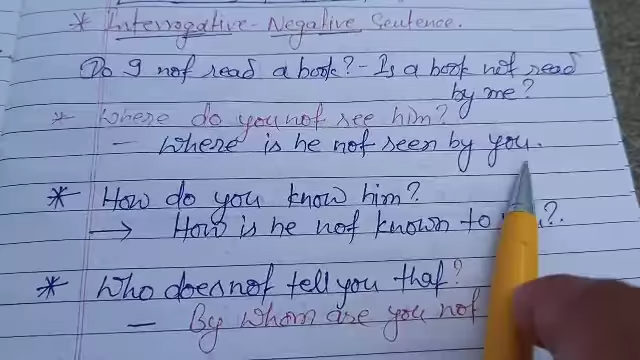 * Interrogative-Negative Sentence.
Do I not read a book? - Is a book not read
by me?
* Where do you not see him?
- Where is he not seen by you.
* How do you know him?
→ How is he not known to ?.
* Who does not tell you that?
- By whom are you not